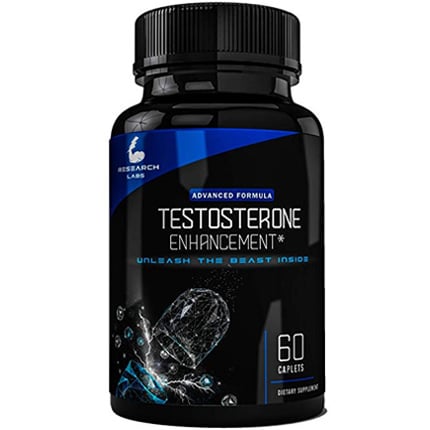 RESEARCH
LABS
ADVANCED FORMULA
TESTOSTERONE
ENHANCEMENT*
UNLEASH THE BEAST INSIDE
60
CAPLETS
DIETARY SUPPLEMENT